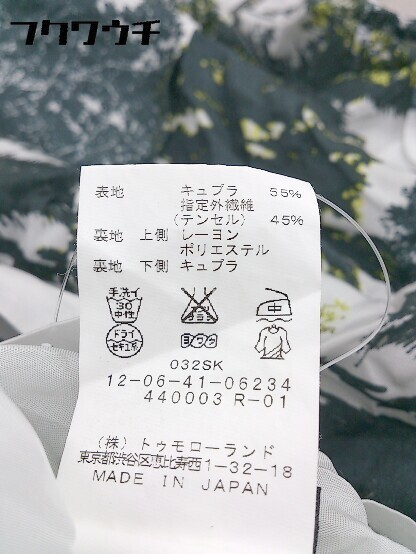 フクワウチ
表地 キュプラ 55%
指定外繊維
(テンセル) 45%
裏地 上側 レーヨン
ポリエステル
裏地 下側 キュプラ
手洗イ
30
中性
中
ドライ
セキユ系
ヨワク
032SK
12-06-41-06234
440003 R-01
(株) トゥモローランド
東京都渋谷区恵比寿西1-32-18
MADE IN JAPAN